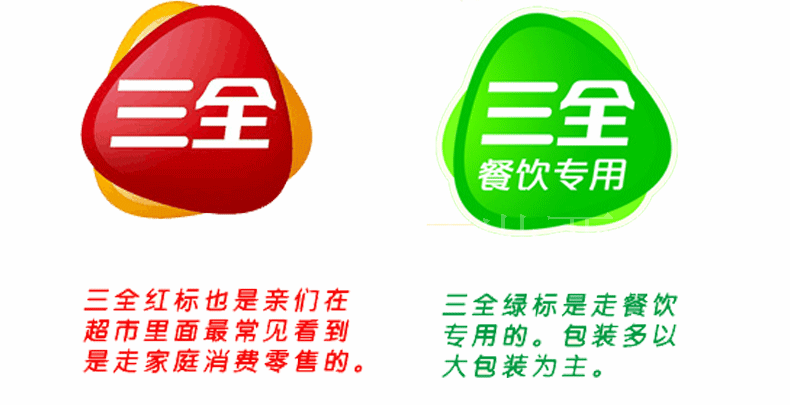 三全
三全
餐饮专用
三全红标也是亲们在
超市里面最常见看到
是走家庭消费零售的。
三全绿标是走餐饮
专用的。包装多以
大包装为主。